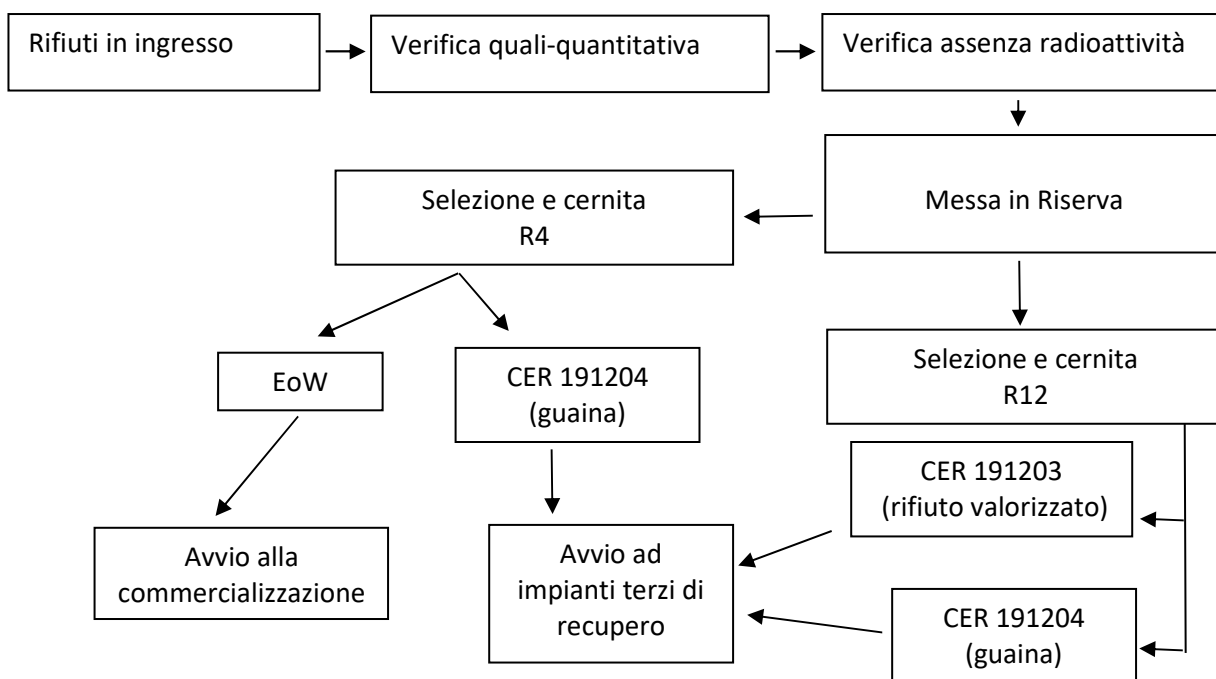 Rifiuti in ingresso
Verifica quali-quantitativa
Verifica assenza radioattività
Messa in Riserva
Selezione e cernita
R4
EoW
CER 191204
(guaina)
Selezione e cernita
R12
CER 191203
(rifiuto valorizzato)
Avvio alla
commercializzazione
Avvio ad
impianti terzi di
recupero
CER 191204
(guaina)